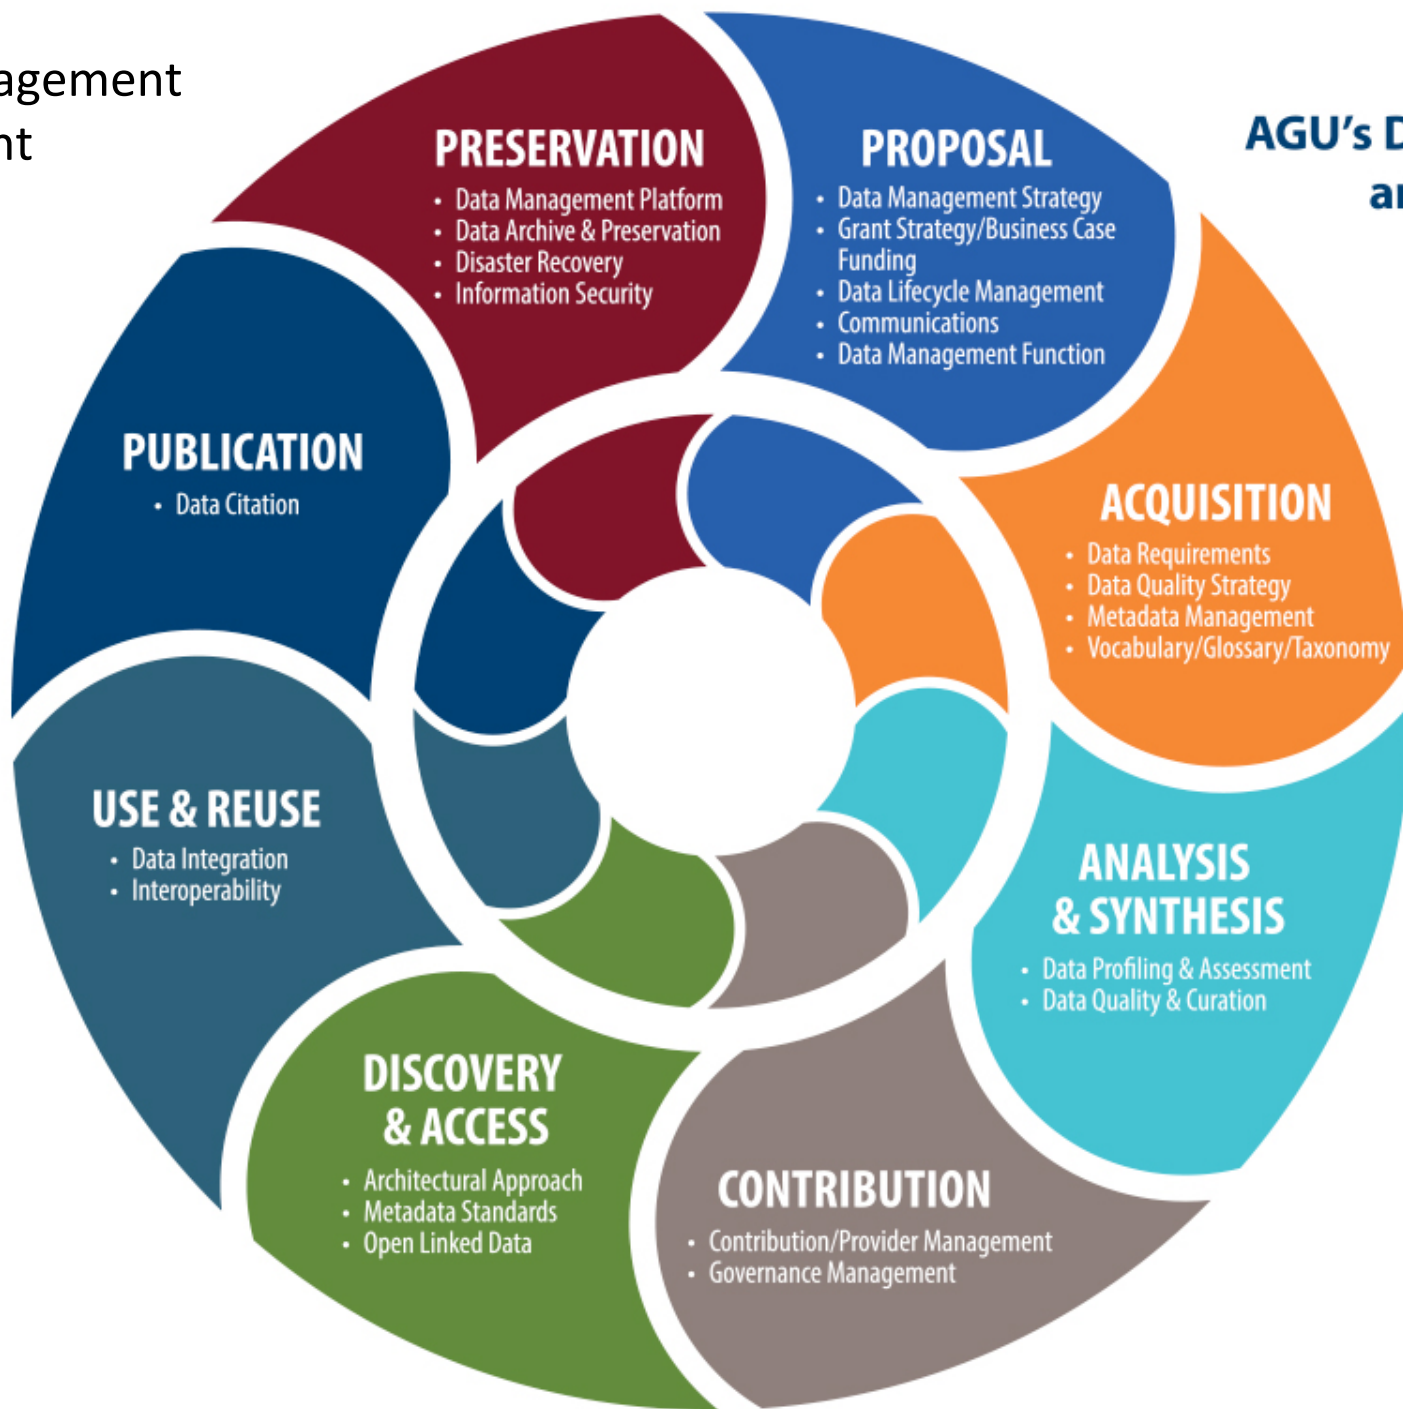 agement
nt
AGU's D
a
PRESERVATION
• Data Management Platform
• Data Archive & Preservation
• Disaster Recovery
• Information Security
PROPOSAL
• Data Management Strategy
• Grant Strategy/Business Case
Funding
• Data Lifecycle Management
• Communications
• Data Management Function
ACQUISITION
• Data Requirements
• Data Quality Strategy
• Metadata Management
• Vocabulary/Glossary/Taxonomy
ANALYSIS
& SYNTHESIS
• Data Profiling & Assessment
• Data Quality & Curation
CONTRIBUTION
• Contribution/Provider Management
• Governance Management
DISCOVERY
& ACCESS
• Architectural Approach
• Metadata Standards
• Open Linked Data
USE & REUSE
• Data Integration
• Interoperability
PUBLICATION
• Data Citation